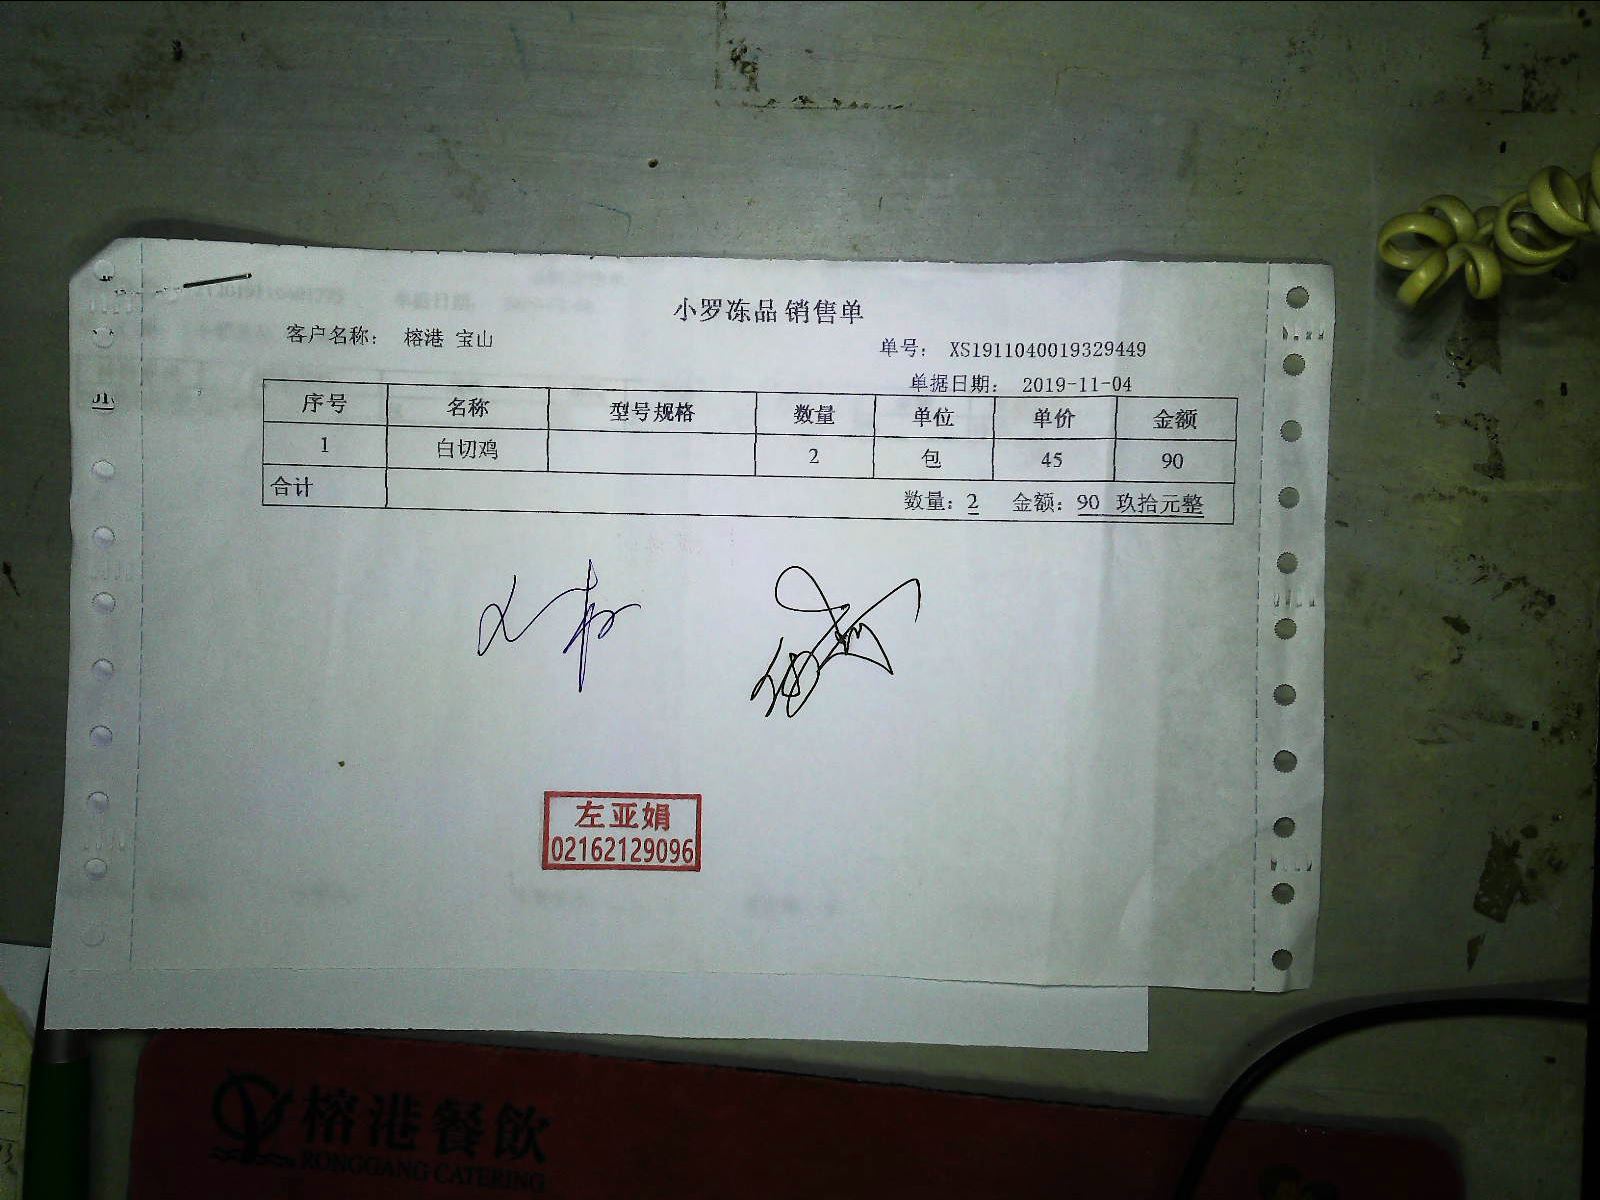 小罗冻品 销售单
客户名称： 榕港 宝山
单号： XS1911040019329449
单据日期： 2019-11-04
序号 名称 型号规格 数量 单位 单价 金额
1 白切鸡 2 包 45 90
合计 数量：2 金额：90 玖拾元整
左亚娟
02162129096
榕港餐飲
RONGGANG CATERING